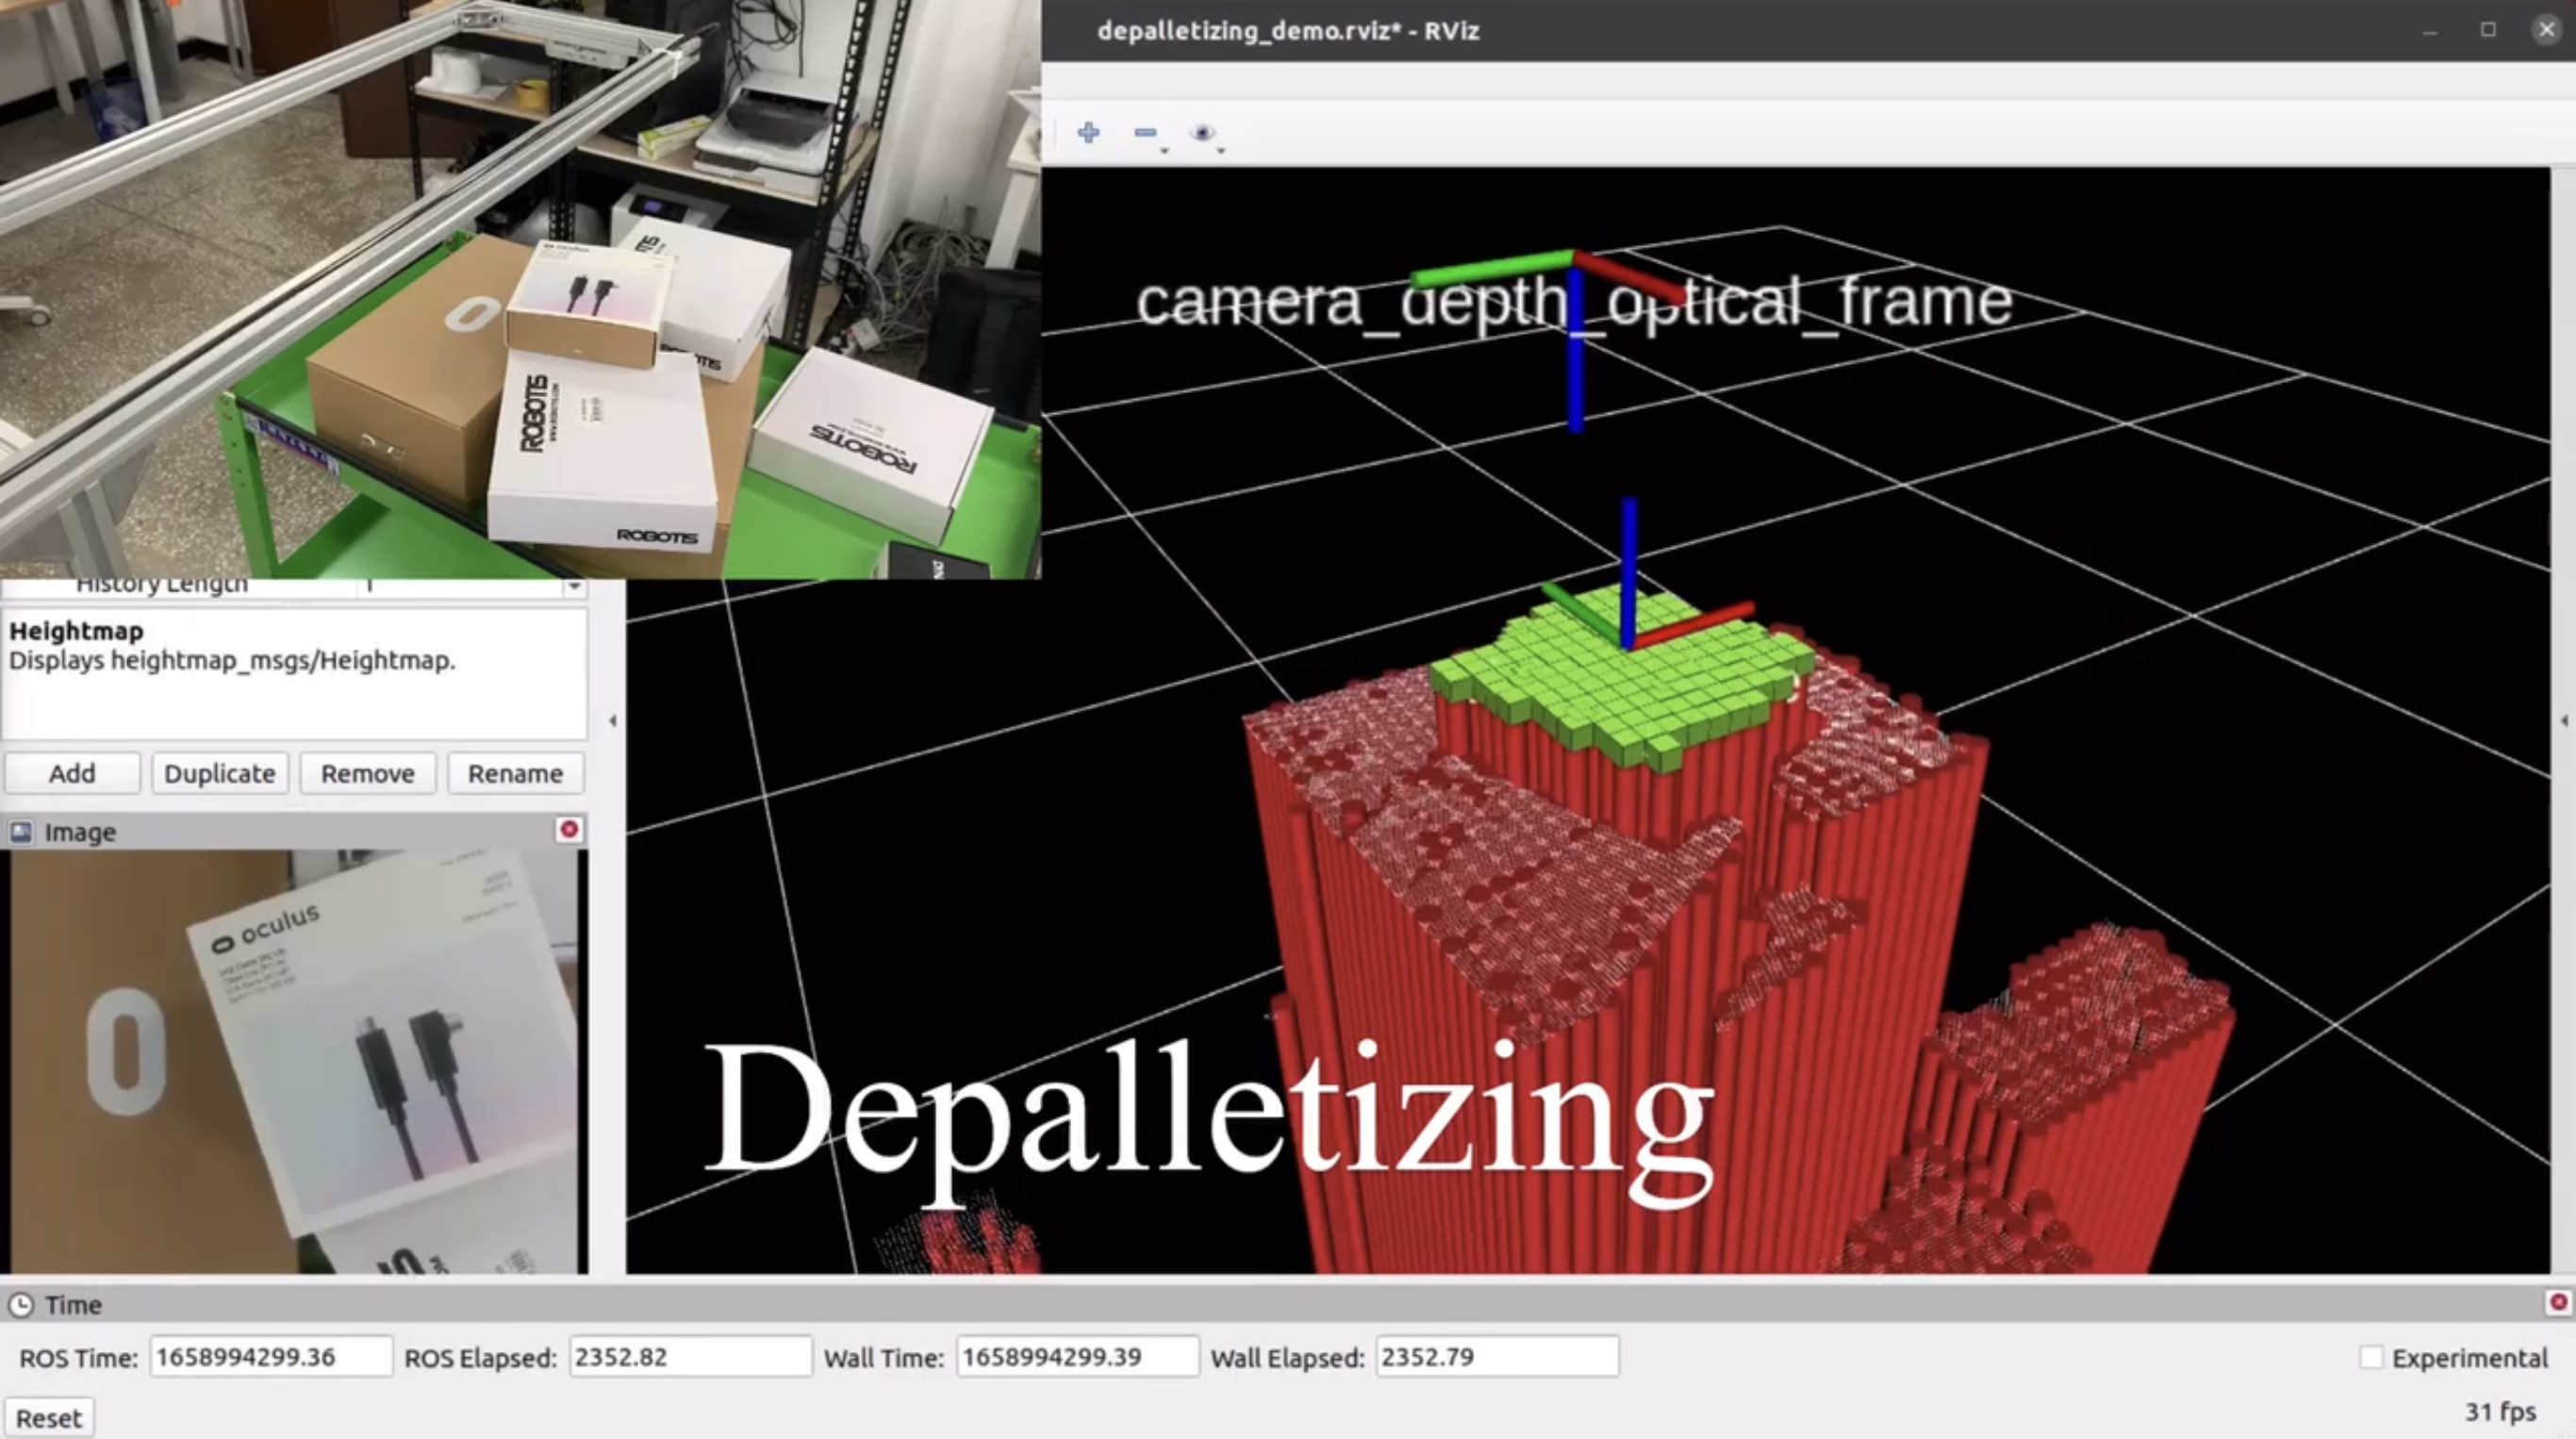 depalletizing_demo.rviz* - RViz
camera_depth_optical_frame
oculus
ROBOTIS
ROBOTIS
ROBOTIS
ROBOTIS
History Length
Heightmap
Displays heightmap_msgs/Heightmap.
Add
Duplicate
Remove
Rename
Image
oculus
Depalletizing
Time
ROS Time:
1658994299.36
ROS Elapsed:
2352.82
Wall Time:
1658994299.39
Wall Elapsed:
2352.79
Experimental
Reset
31 fps